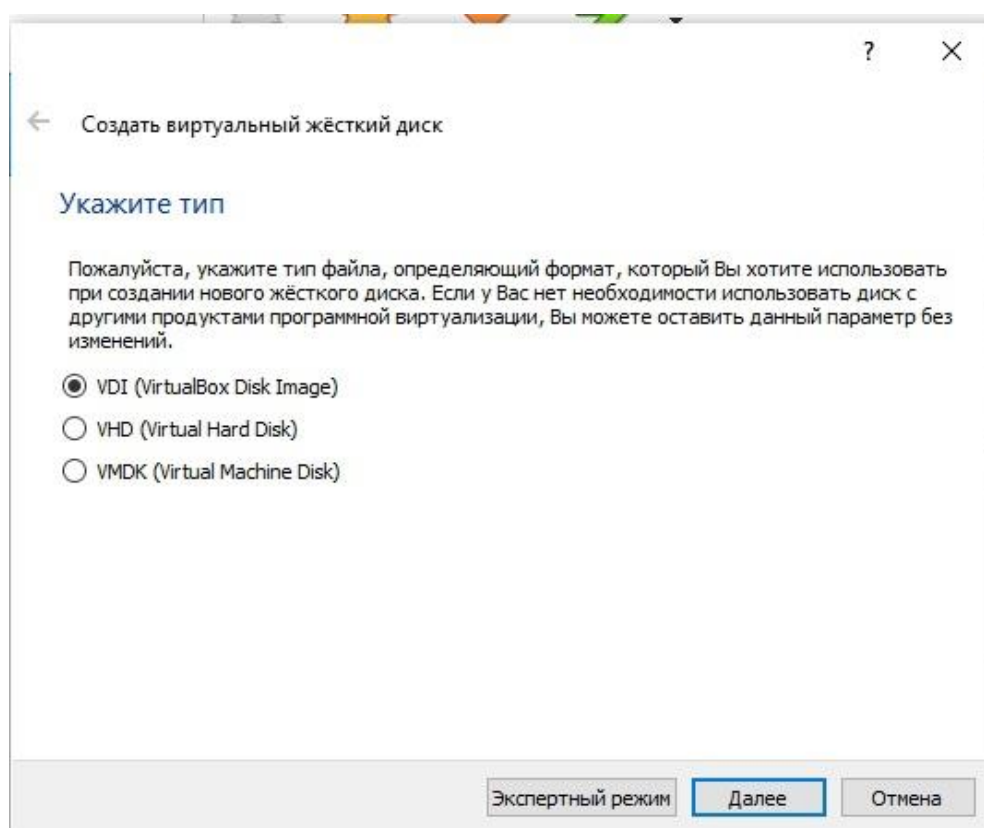 ?
Создать виртуальный жёсткий диск
Укажите тип
Пожалуйста, укажите тип файла, определяющий формат, который Вы хотите использовать
при создании нового жёсткого диска. Если у Вас нет необходимости использовать диск с
другими продуктами программной виртуализации, Вы можете оставить данный параметр без
изменений.
VDI (VirtualBox Disk Image)
VHD (Virtual Hard Disk)
VMDK (Virtual Machine Disk)
Экспертный режим Далее Отмена